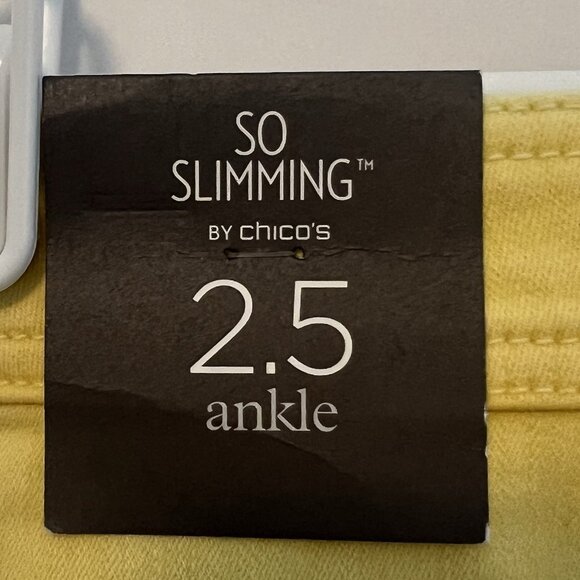 SO
SLIMMING™
BY chico's
2.5
ankle